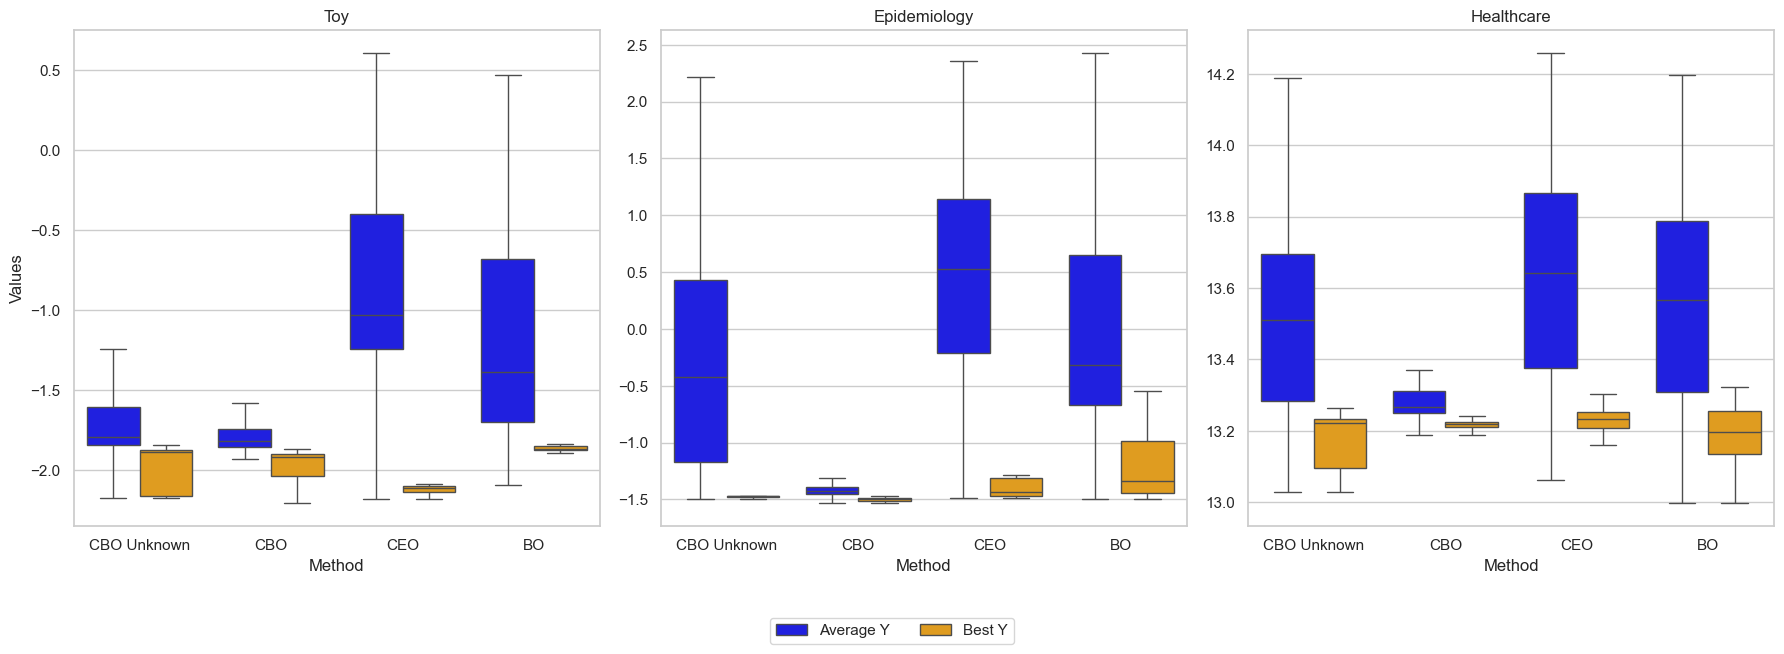 Toy
Values
0.5
0.0
−0.5
−1.0
−1.5
−2.0
CBO Unknown CBO CEO BO
Method
Epidemiology
2.5
2.0
1.5
1.0
0.5
0.0
−0.5
−1.0
−1.5
CBO Unknown CBO CEO BO
Method
Healthcare
14.2
14.0
13.8
13.6
13.4
13.2
13.0
CBO Unknown CBO CEO BO
Method
Average Y Best Y